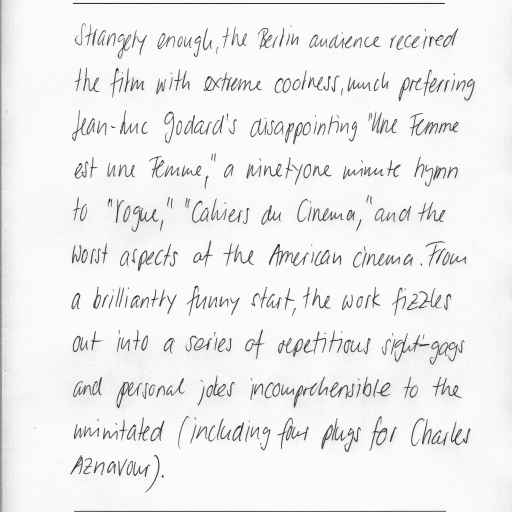 Strangely enough, the Berlin audience received
the film with extreme coolness, much preferring
Jean-Luc Godard's disappointing "Une Femme
est une Femme," a ninety-one minute hymn
to "Vogue," "Cahiers du Cinema," and the
worst aspects of the American cinema. From
a brilliantly funny start, the work fizzles
out into a series of repetitious sight-gags
and personal jokes incomprehensible to the
uninitated (including four plugs for Charles
Aznavour).